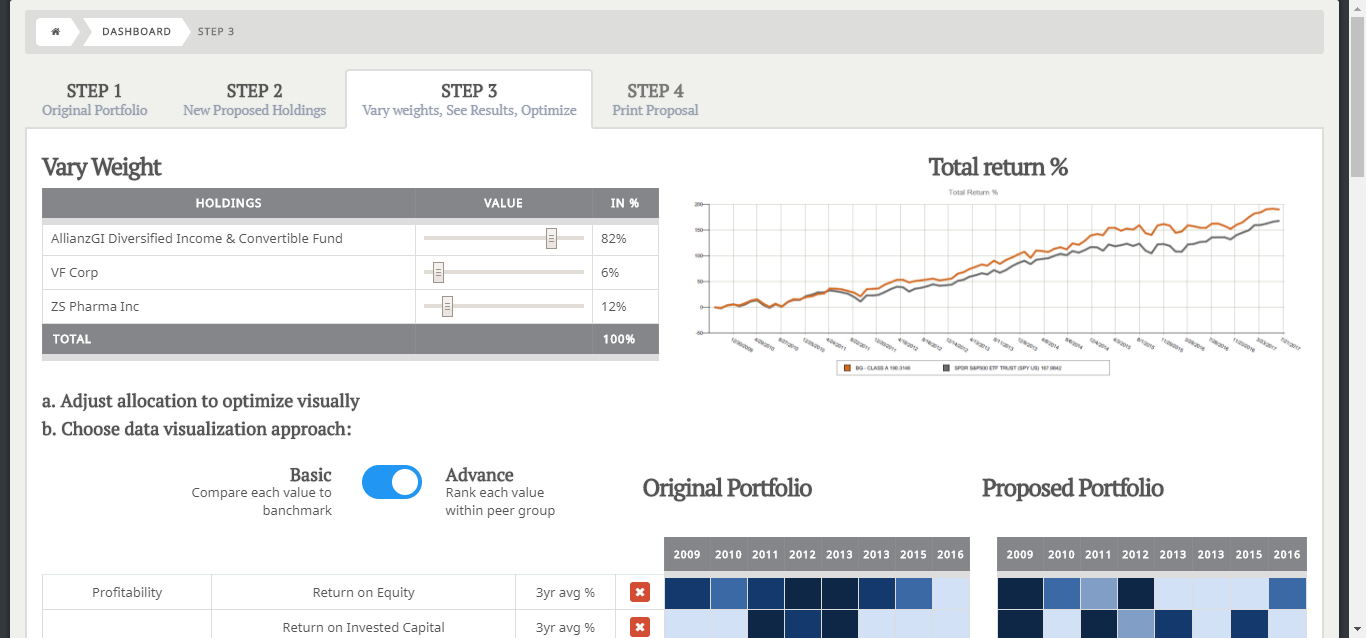 DASHBOARD STEP 3
STEP 1 STEP 2 STEP 3 STEP 4
Original Portfolio New Proposed Holdings Vary weights, See Results, Optimize Print Proposal
Vary Weight
HOLDINGS VALUE IN %
AllianzGI Diversified Income & Convertible Fund 82%
VF Corp 6%
ZS Pharma Inc 12%
TOTAL 100%
Total return %
Total Return %
200
150
100
50
0
-50
BG - CLASS A SPDR S&P500 ETF TRUST (SPY US)
a. Adjust allocation to optimize visually
b. Choose data visualization approach:
Basic
Compare each value to
banchmark
Advance
Rank each value
within peer group
Original Portfolio Proposed Portfolio
2009 2010 2011 2012 2013 2013 2015 2016 2009 2010 2011 2012 2013 2013 2015 2016
Profitability Return on Equity 3yr avg %
Return on Invested Capital 3yr avg %